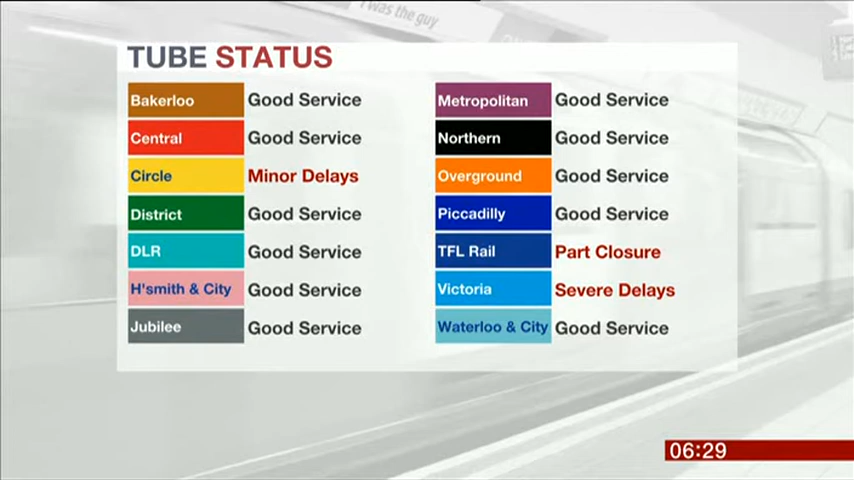 I was the guy
TUBE STATUS
Bakerloo Good Service
Central Good Service
Circle Minor Delays
District Good Service
DLR Good Service
H'smith & City Good Service
Jubilee Good Service
Metropolitan Good Service
Northern Good Service
Overground Good Service
Piccadilly Good Service
TFL Rail Part Closure
Victoria Severe Delays
Waterloo & City Good Service
06:29